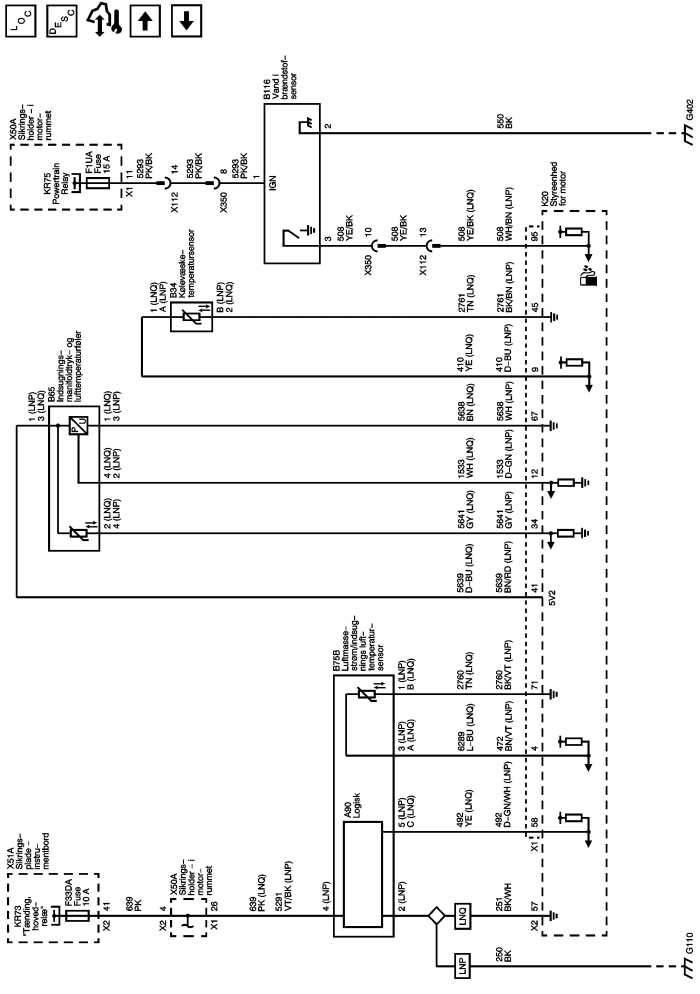 LOC
DESC
X50A
Sikrings–
holder – i
motor–
rummet
KR75
Powertrain
Relay
F1UA
Fuse
15 A
X1
11
5293
PK/BK
X112
14
5293
PK/BK
X350
8
5293
PK/BK
1
IGN
B116
Vand i
brændstof–
sensor
2
550
BK
G402
3
508
YE/BK
X350
10
508
YE/BK
X112
13
508
YE/BK (LNQ)
508
WH/BN (LNP)
95
K20
Styreenhed
for motor
1 (LNQ)
A (LNP)
B34
Kølevæske–
temperatursensor
B (LNP)
2 (LNQ)
2761
TN (LNQ)
2761
BK/BN (LNP)
45
410
YE (LNQ)
410
D–BU (LNP)
9
1 (LNP)
3 (LNQ)
B65
Indsugnings–
manifoldtryk– og
lufttemperaturføler
P
U
1 (LNQ)
3 (LNP)
5638
BN (LNQ)
5638
WH (LNP)
67
4 (LNQ)
2 (LNP)
1533
WH (LNQ)
1533
D–GN (LNP)
12
2 (LNQ)
4 (LNP)
5641
GY (LNQ)
5641
GY (LNP)
34
5639
D–BU (LNQ)
5639
BN/RD (LNP)
41
5V2
B75B
Luftmasse–
strøm/indsug–
nings luft–
temperatur–
sensor
1 (LNP)
B (LNQ)
2760
TN (LNQ)
2760
BK/VT (LNP)
71
3 (LNP)
A (LNQ)
6289
L–BU (LNQ)
472
BN/VT (LNP)
4
A90
Logisk
5 (LNP)
C (LNQ)
492
YE (LNQ)
492
D–GN/WH (LNP)
58
X1
X51A
Sikrings–
plade –
instru–
mentbord
KR73
"Tænding,
hoved–
relæ"
F33DA
Fuse
10 A
X2
41
639
PK
X2
4
X50A
Sikrings–
holder – i
motor–
rummet
X1
26
639
PK (LNQ)
5291
VT/BK (LNP)
4 (LNP)
2 (LNP)
LNQ
251
BK/WH
X2
57
LNP
250
BK
G110